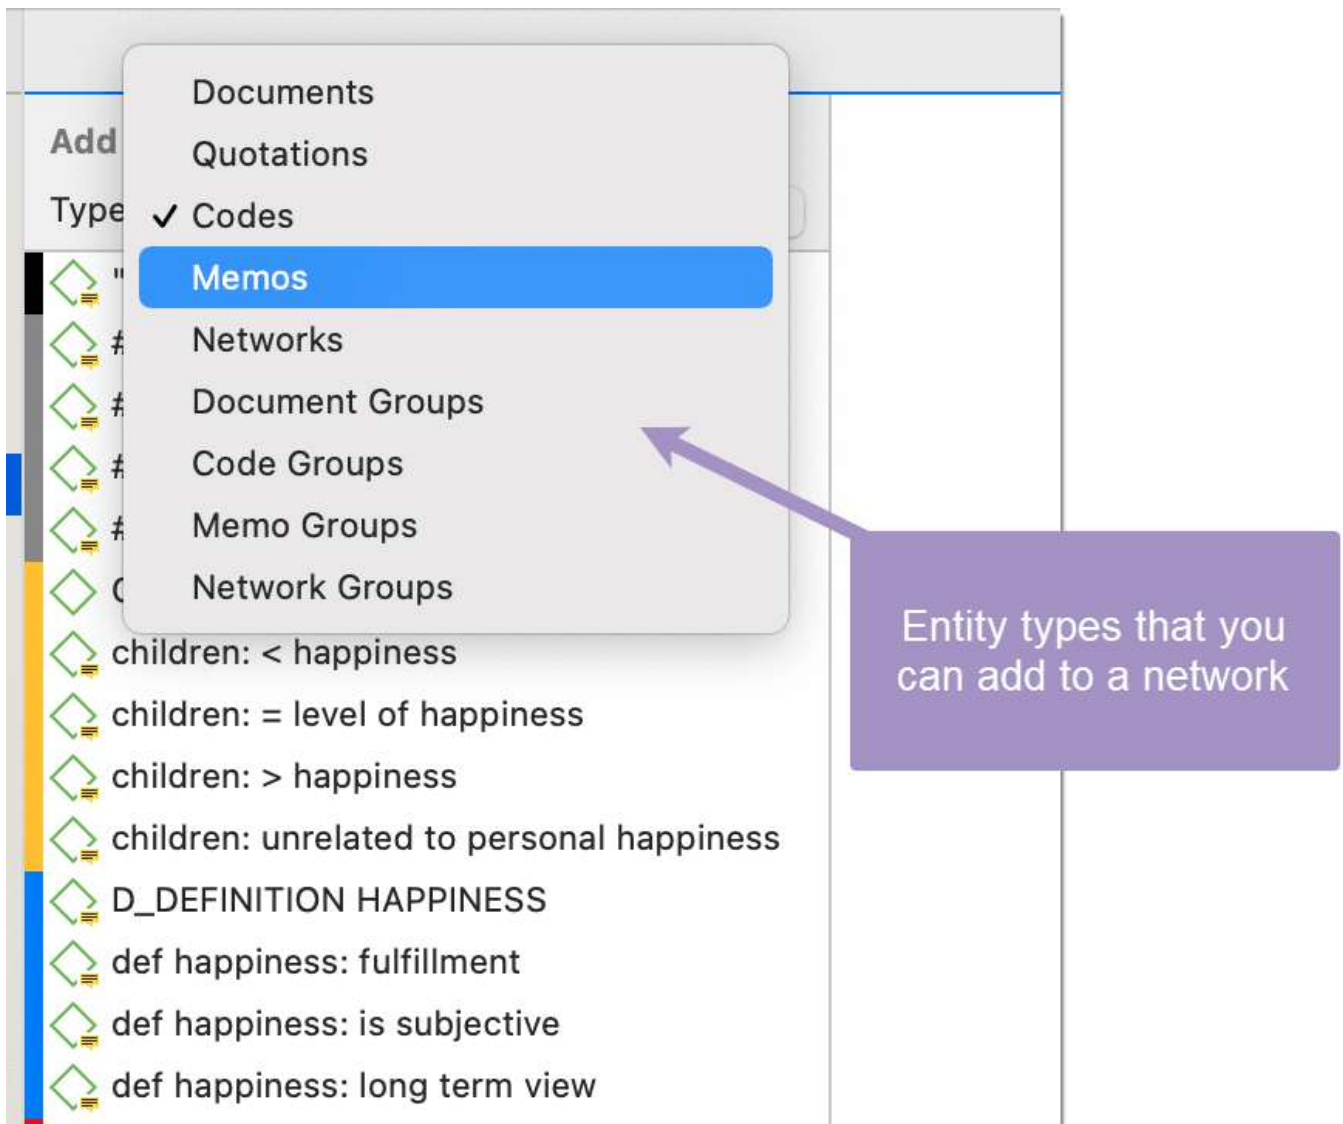 Documents
Add
Quotations
Type
✓ Codes
"
Memos
#
Networks
#
Document Groups
#
Code Groups
#
Memo Groups
Network Groups
children: < happiness
children: = level of happiness
children: > happiness
children: unrelated to personal happiness
D_DEFINITION HAPPINESS
def happiness: fulfillment
def happiness: is subjective
def happiness: long term view
Entity types that you
can add to a network